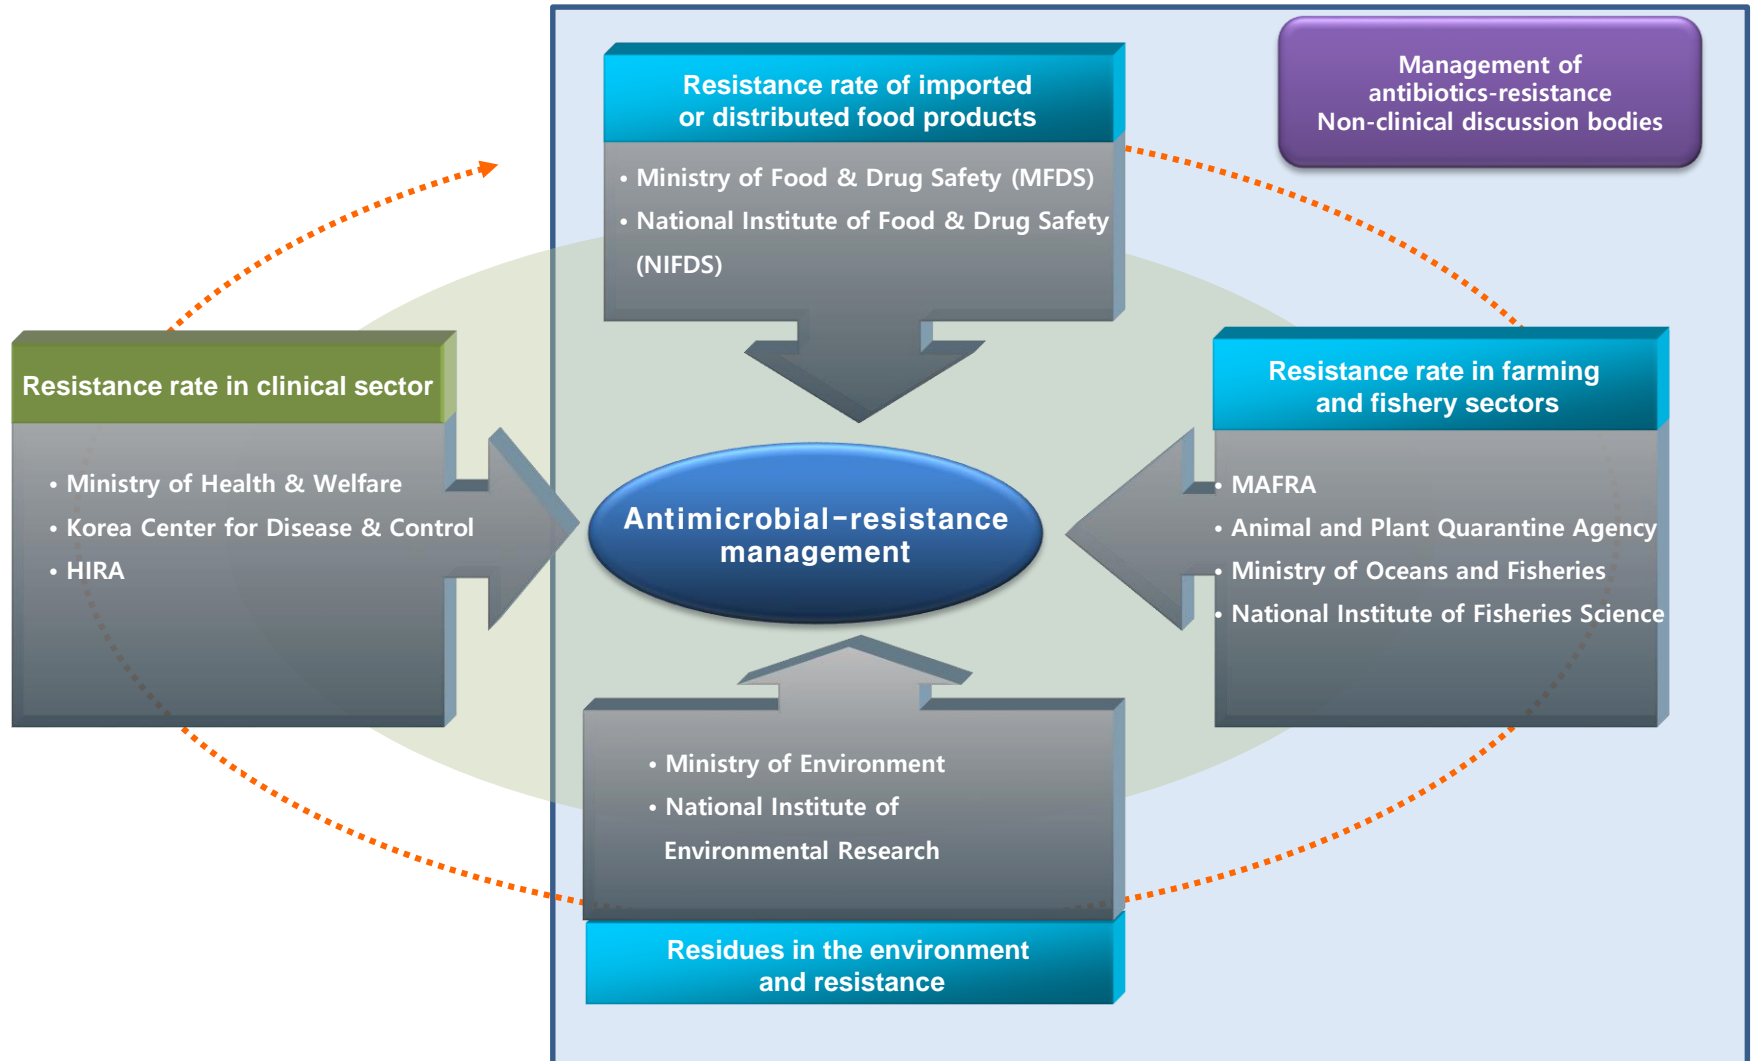 Management of
antibiotics-resistance
Non-clinical discussion bodies
Resistance rate of imported
or distributed food products
• Ministry of Food & Drug Safety (MFDS)
• National Institute of Food & Drug Safety
(NIFDS)
Resistance rate in clinical sector
• Ministry of Health & Welfare
• Korea Center for Disease & Control
• HIRA
Antimicrobial-resistance
management
Resistance rate in farming
and fishery sectors
• MAFRA
• Animal and Plant Quarantine Agency
• Ministry of Oceans and Fisheries
• National Institute of Fisheries Science
• Ministry of Environment
• National Institute of
Environmental Research
Residues in the environment
and resistance